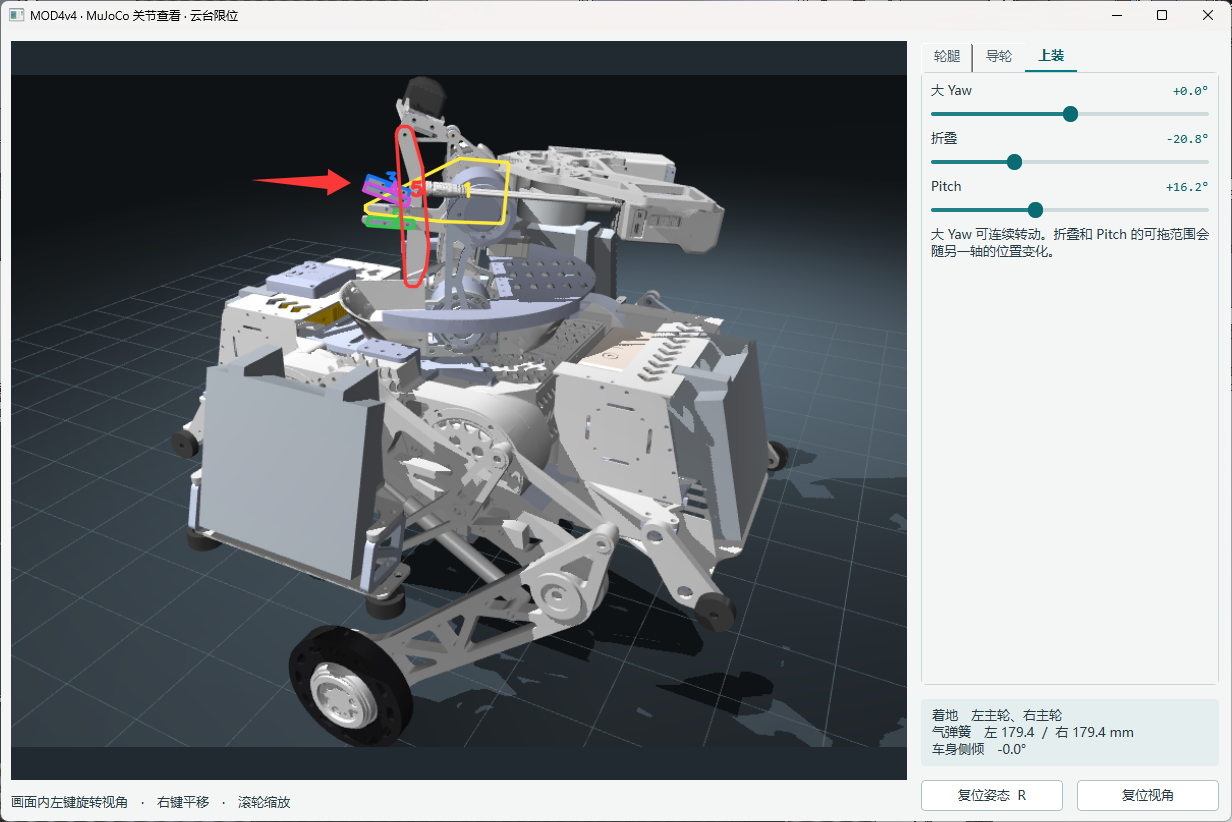 MOD4v4 · MuJoCo 关节查看 · 云台限位
轮腿 导轮 上装
大 Yaw +0.0°
折叠 -20.8°
Pitch +16.2°
大 Yaw 可连续转动。折叠和 Pitch 的可拖范围会
随另一轴的位置变化。
3
5
1
着地 左主轮、右主轮
气弹簧 左 179.4 / 右 179.4 mm
车身侧倾 -0.0°
复位姿态 R 复位视角
画面内左键旋转视角 · 右键平移 · 滚轮缩放